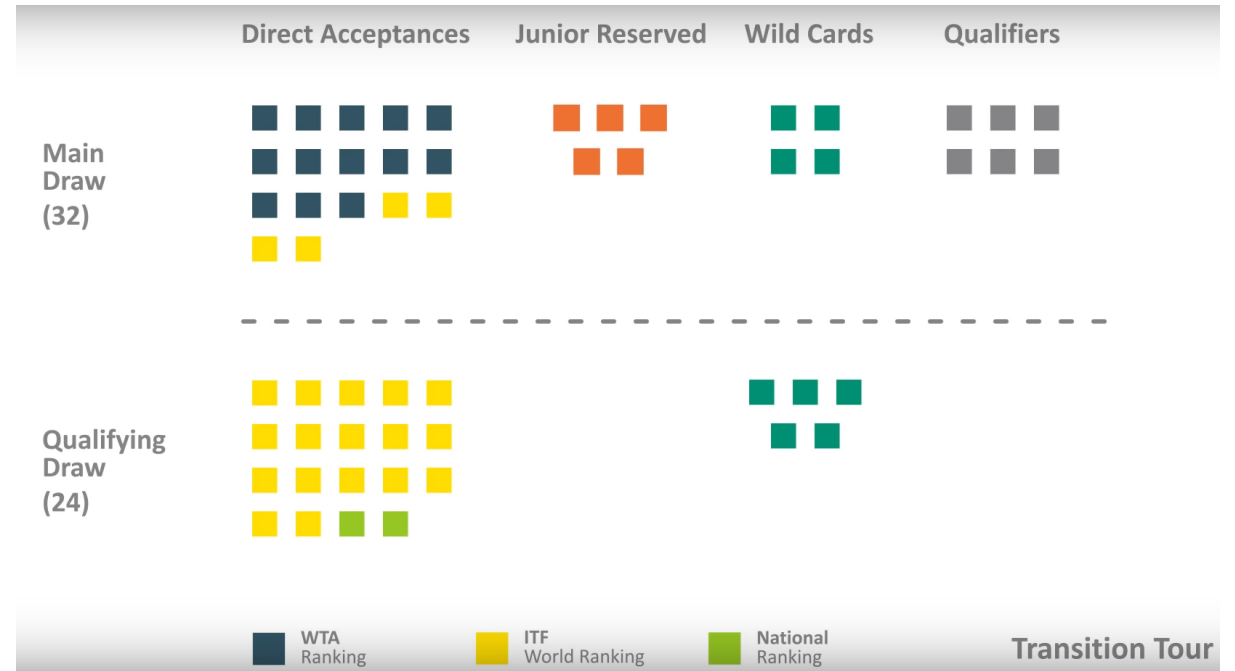 Direct Acceptances Junior Reserved Wild Cards Qualifiers
Main
Draw
(32)
Qualifying
Draw
(24)
WTA
Ranking
ITF
World Ranking
National
Ranking
Transition Tour